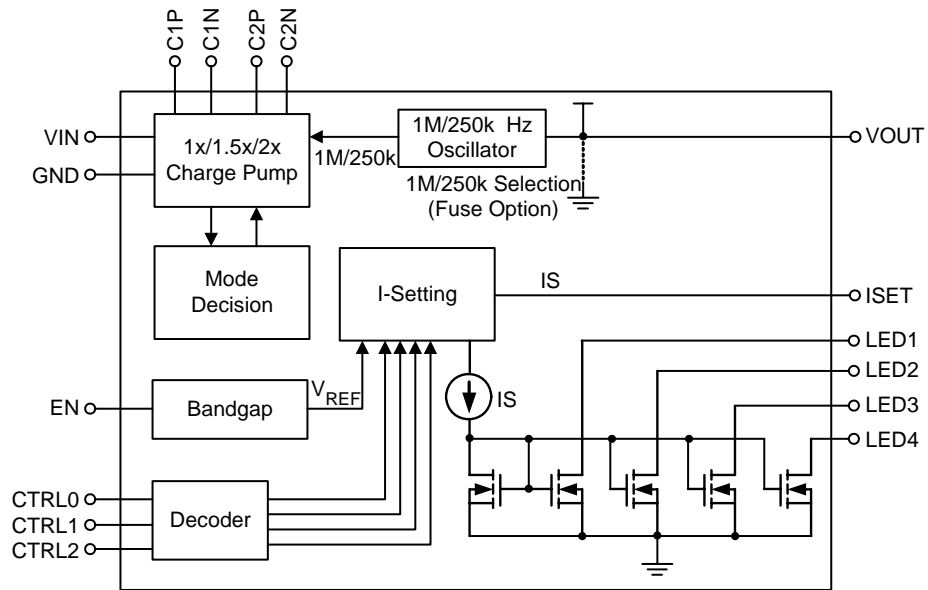 C1P
C1N
C2P
C2N
VIN
GND
1x/1.5x/2x
Charge Pump
1M/250k
1M/250k Hz
Oscillator
1M/250k Selection
(Fuse Option)
VOUT
Mode
Decision
I-Setting
IS
ISET
LED1
LED2
LED3
LED4
EN
Bandgap
VREF
IS
CTRL0
CTRL1
CTRL2
Decoder